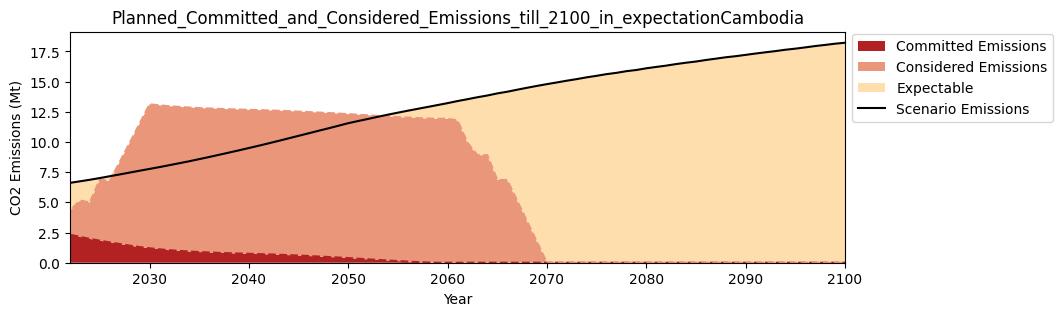 Planned_Committed_and_Considered_Emissions_till_2100_in_expectationCambodia
CO2 Emissions (Mt)
17.5
15.0
12.5
10.0
7.5
5.0
2.5
0.0
2030 2040 2050 2060 2070 2080 2090 2100
Year
Committed Emissions
Considered Emissions
Expectable
Scenario Emissions